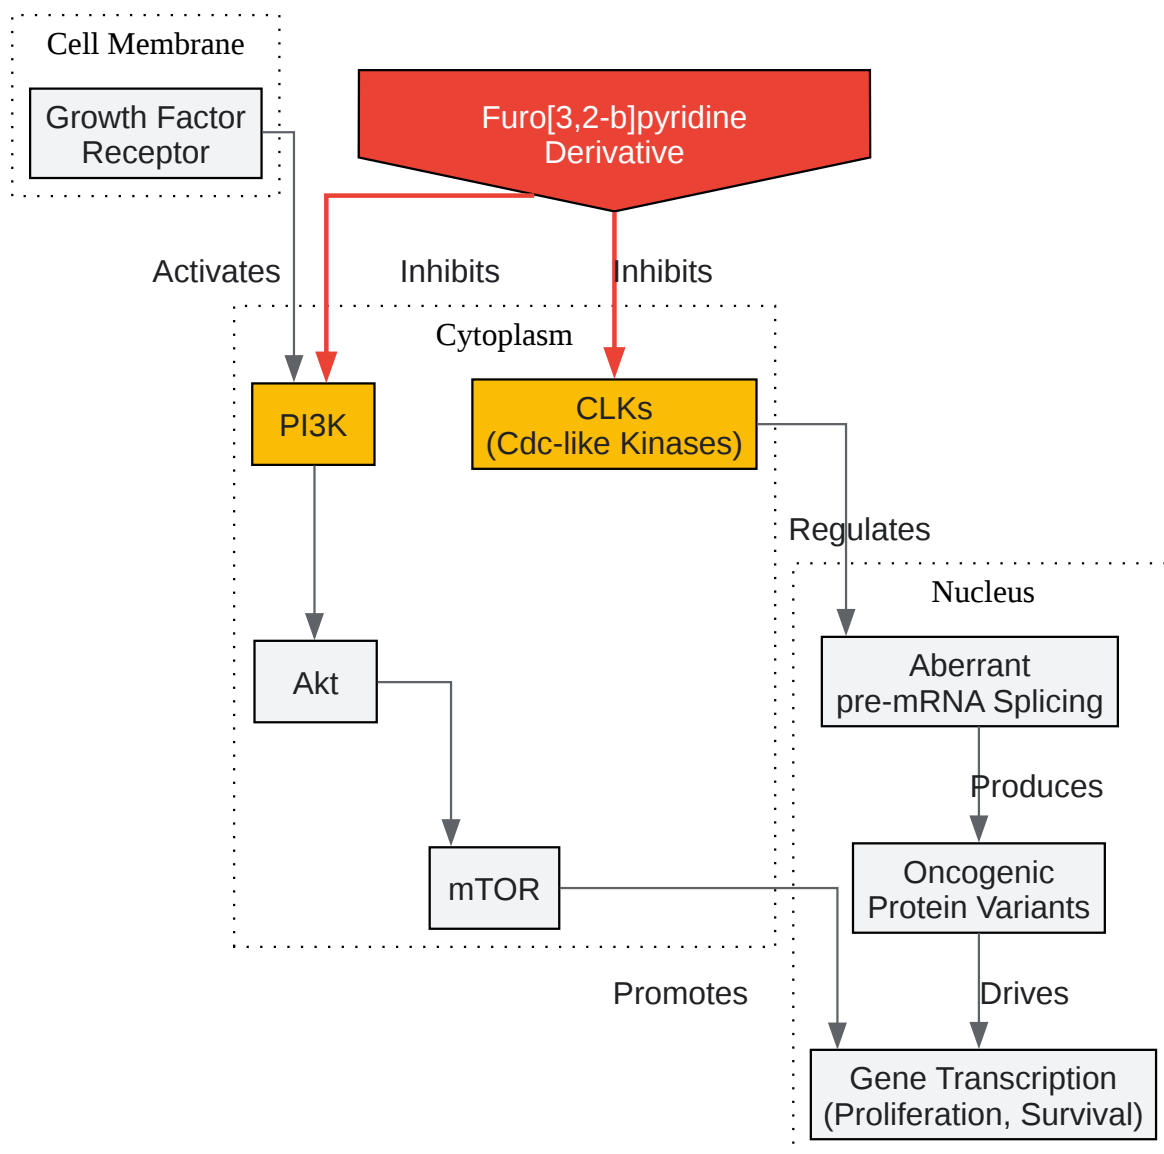 Cell Membrane
Growth Factor
Receptor
Furo[3,2-b]pyridine
Derivative
Activates
Inhibits
Inhibits
Cytoplasm
PI3K
CLKs
(Cdc-like Kinases)
Regulates
Nucleus
Akt
Aberrant
pre-mRNA Splicing
Produces
mTOR
Oncogenic
Protein Variants
Promotes
Drives
Gene Transcription
(Proliferation, Survival)